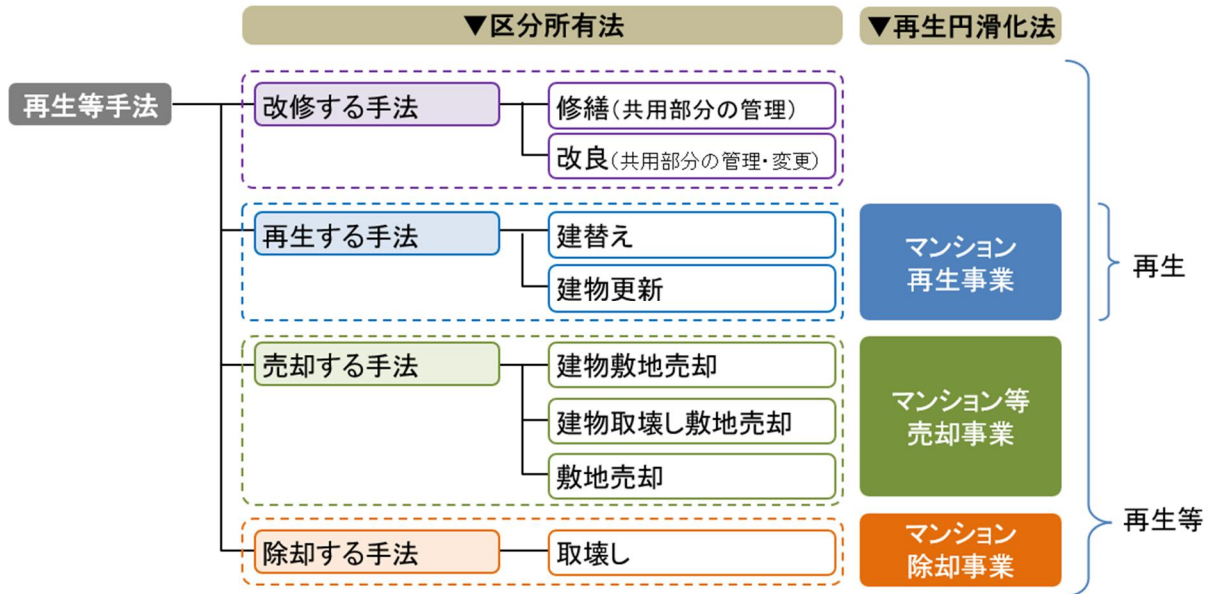 ▼区分所有法
▼再生円滑化法
再生等手法
改修する手法
修繕(共用部分の管理)
改良(共用部分の管理・変更)
再生する手法
建替え
建物更新
マンション
再生事業
再生
売却する手法
建物敷地売却
建物取壊し敷地売却
敷地売却
マンション等
売却事業
再生等
除却する手法
取壊し
マンション
除却事業